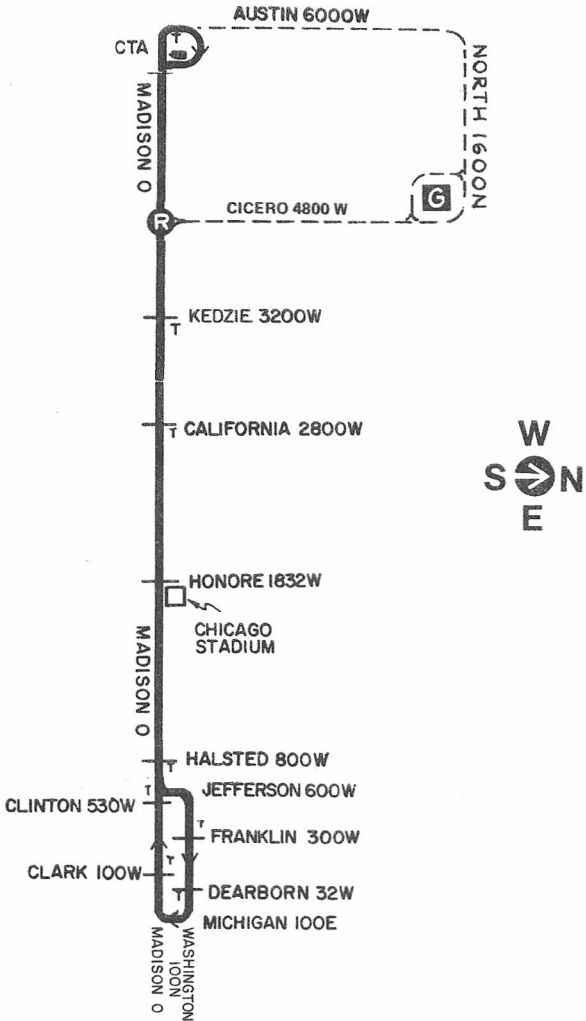 AUSTIN 6000W
T
CTA
NORTH 1600N
MADISON 0
G
CICERO 4800 W
R
KEDZIE 3200W
T
CALIFORNIA 2800W
T
W
S N
E
HONORE 1832W
CHICAGO
STADIUM
MADISON 0
HALSTED 800W
T
T
JEFFERSON 600W
CLINTON 530W
T
FRANKLIN 300W
T
CLARK 100W
DEARBORN 32W
T
MICHIGAN 100E
MADISON 0
WASHINGTON
100N